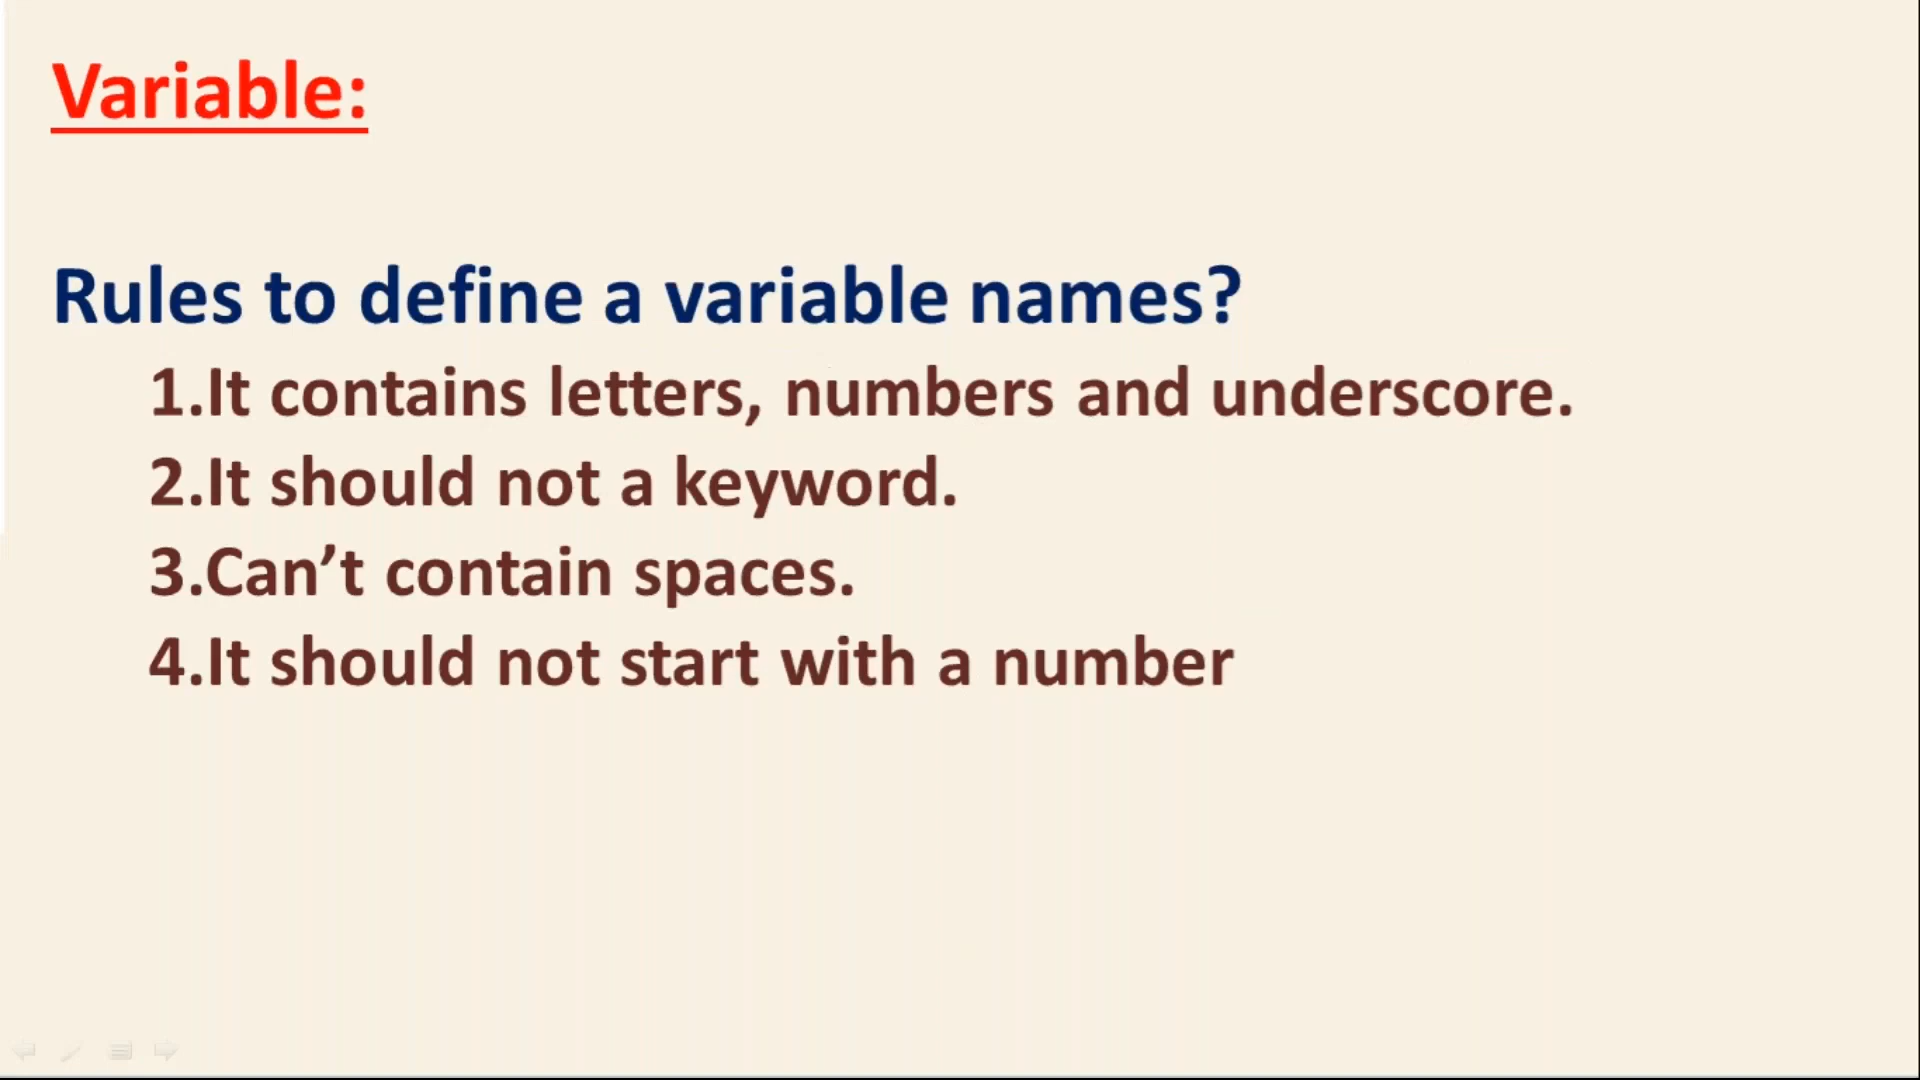 Variable:
Rules to define a variable names?
1.It contains letters, numbers and underscore.
2.It should not a keyword.
3.Can’t contain spaces.
4.It should not start with a number